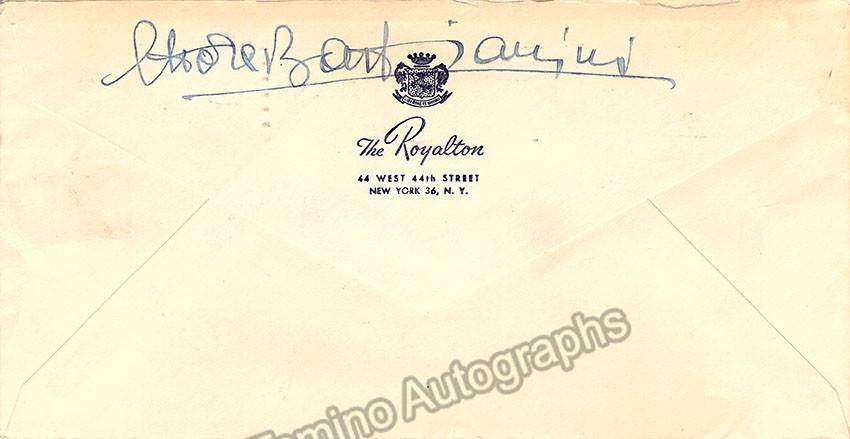 Ettore Bastianini
The Royalton
44 WEST 44th STREET
NEW YORK 36, N. Y.
Tamino Autographs